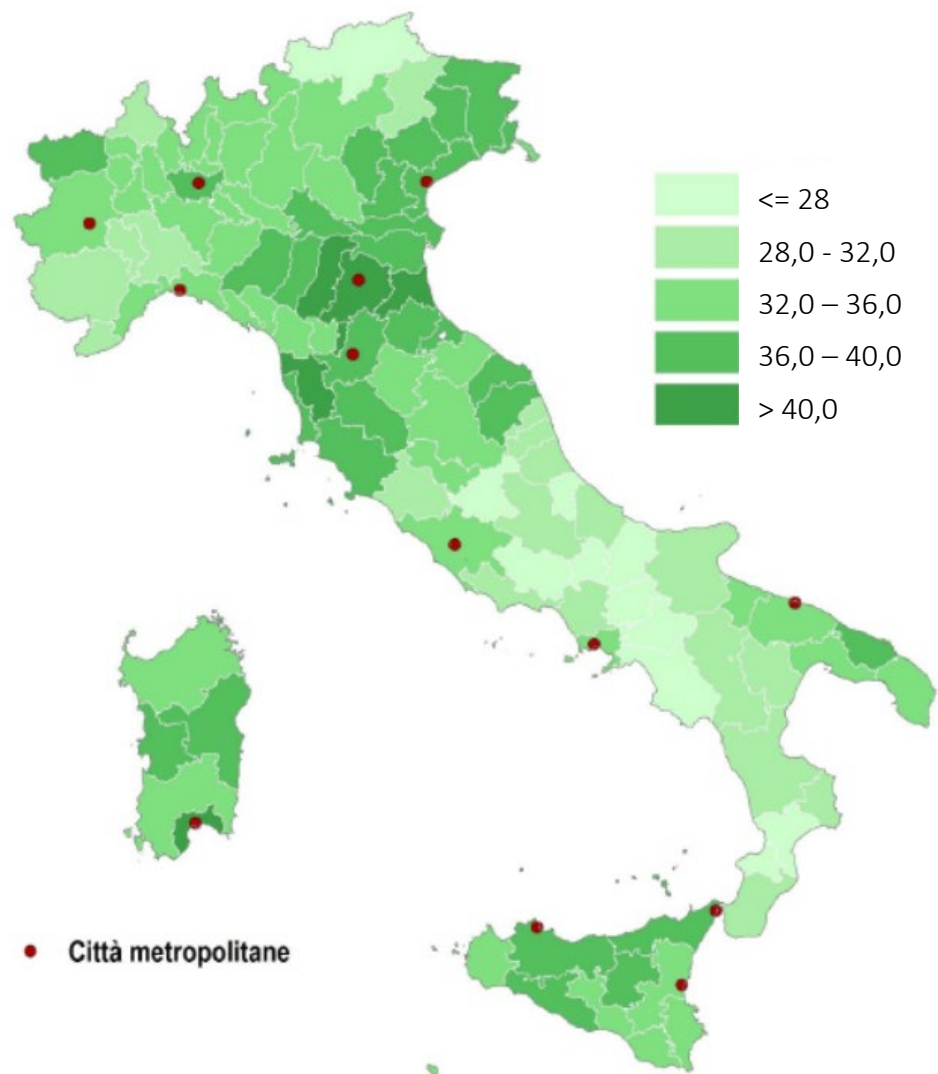 <= 28
28,0 - 32,0
32,0 – 36,0
36,0 – 40,0
> 40,0
Città metropolitane